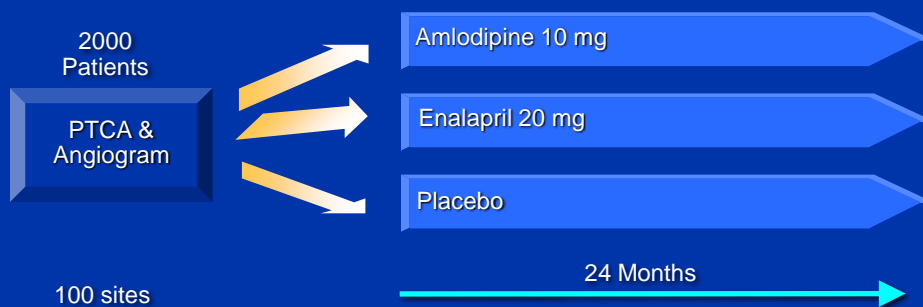 2000
Patients
PTCA &
Angiogram
100 sites
Amlodipine 10 mg
Enalapril 20 mg
Placebo
24 Months